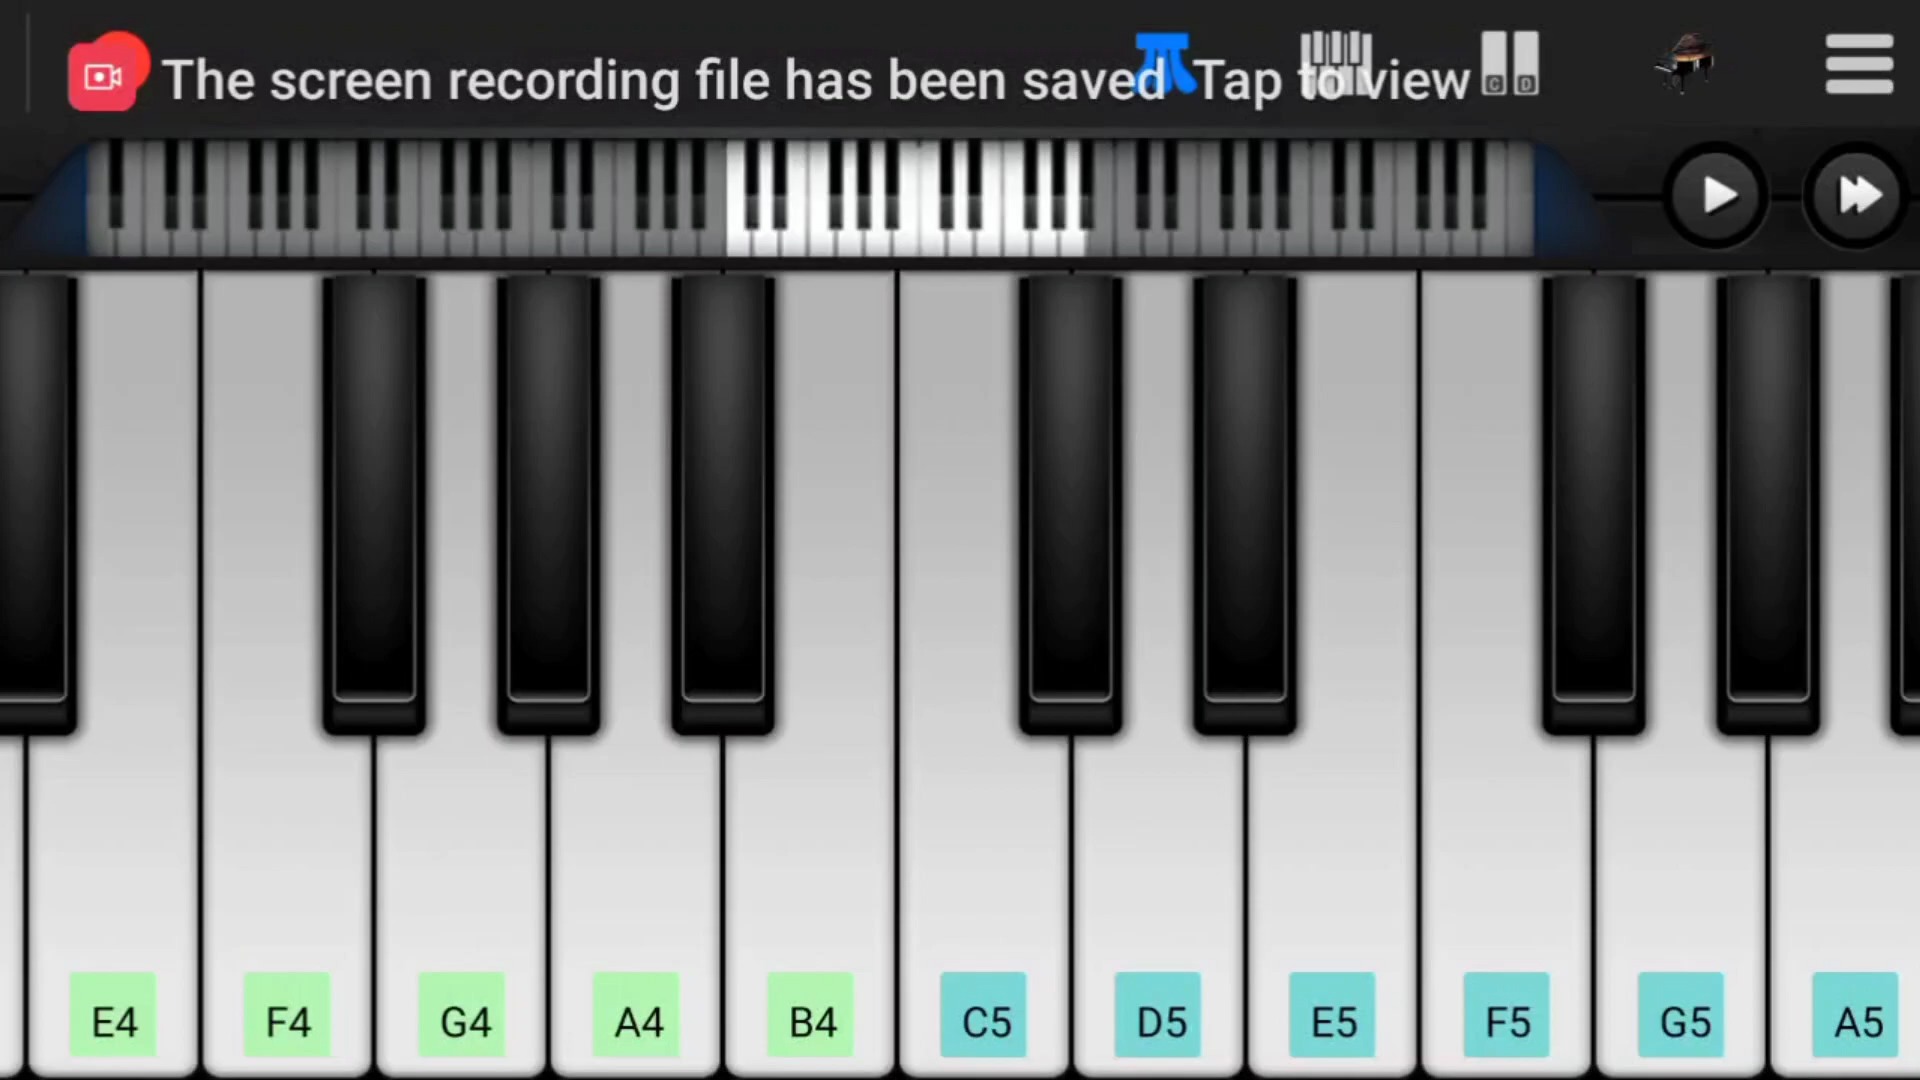 The screen recording file has been saved Tap to view
C D
E4 F4 G4 A4 B4 C5 D5 E5 F5 G5 A5